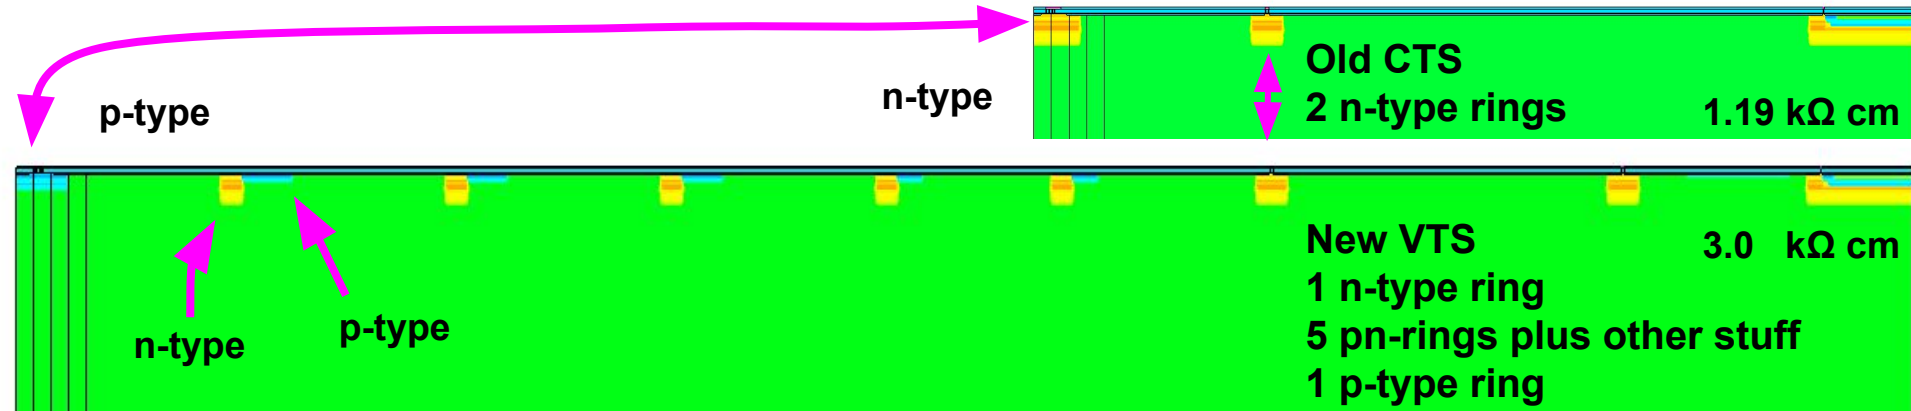 p-type
n-type
Old CTS
2 n-type rings
1.19 kΩ cm
n-type
p-type
New VTS
3.0 kΩ cm
1 n-type ring
5 pn-rings plus other stuff
1 p-type ring